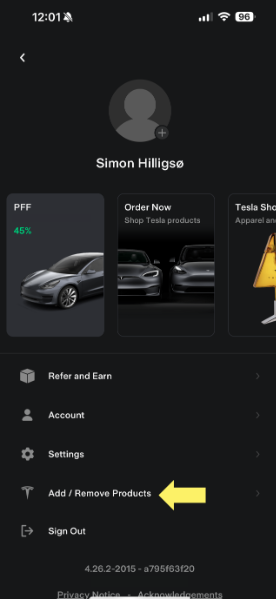 12:01
96
Simon Hilligsø
PFF
45%
Order Now
Shop Tesla products
Tesla Sho
Apparel an
Refer and Earn
Account
Settings
Add / Remove Products
Sign Out
4.26.2-2015 - a795f63f20
Privacy Notice · Acknowledgements